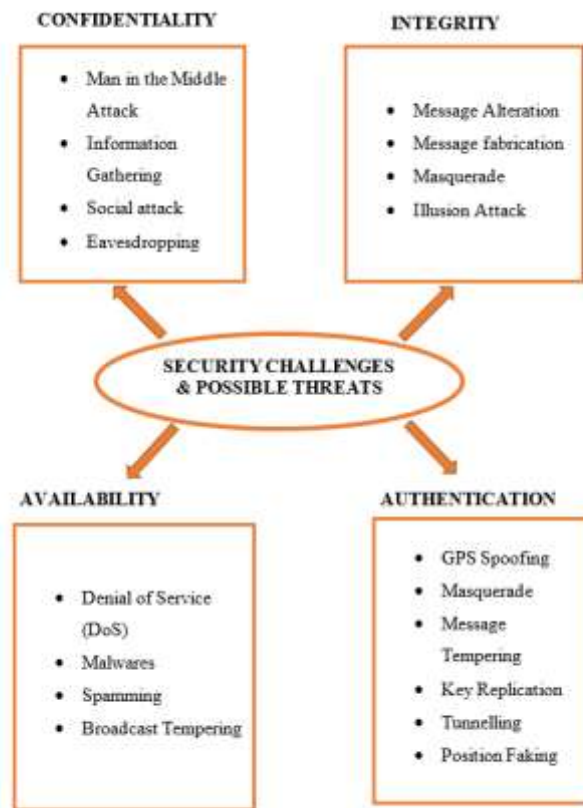 CONFIDENTIALITY
• Man in the Middle
Attack
• Information
Gathering
• Social attack
• Eavesdropping
INTEGRITY
• Message Alteration
• Message fabrication
• Masquerade
• Illusion Attack
SECURITY CHALLENGES
& POSSIBLE THREATS
AVAILABILITY
• Denial of Service
(DoS)
• Malwares
• Spamming
• Broadcast Tempering
AUTHENTICATION
• GPS Spoofing
• Masquerade
• Message
Tempering
• Key Replication
• Tunnelling
• Position Faking